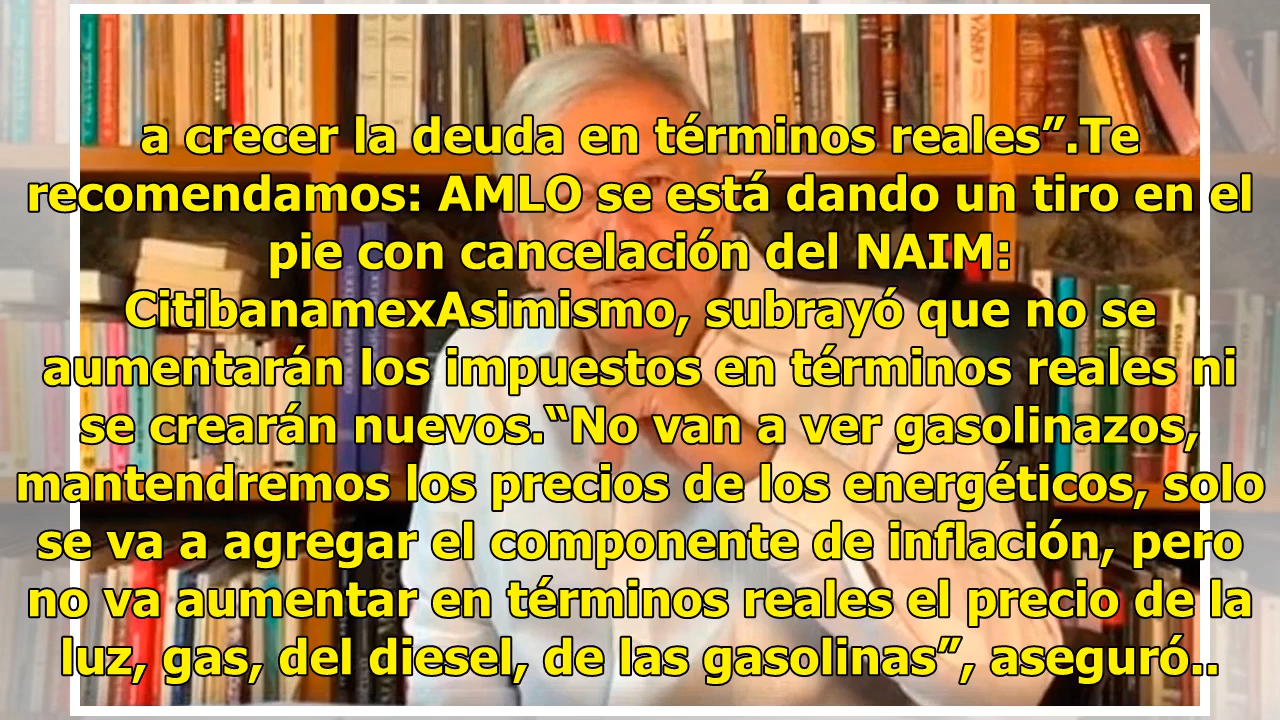 a crecer la deuda en términos reales”.Te
recomendamos: AMLO se está dando un tiro en el
pie con cancelación del NAIM:
CitibanamexAsimismo, subrayó que no se
aumentarán los impuestos en términos reales ni
se crearán nuevos.“No van a ver gasolinazos,
mantendremos los precios de los energéticos, solo
se va a agregar el componente de inflación, pero
no va aumentar en términos reales el precio de la
luz, gas, del diesel, de las gasolinas”, aseguró..